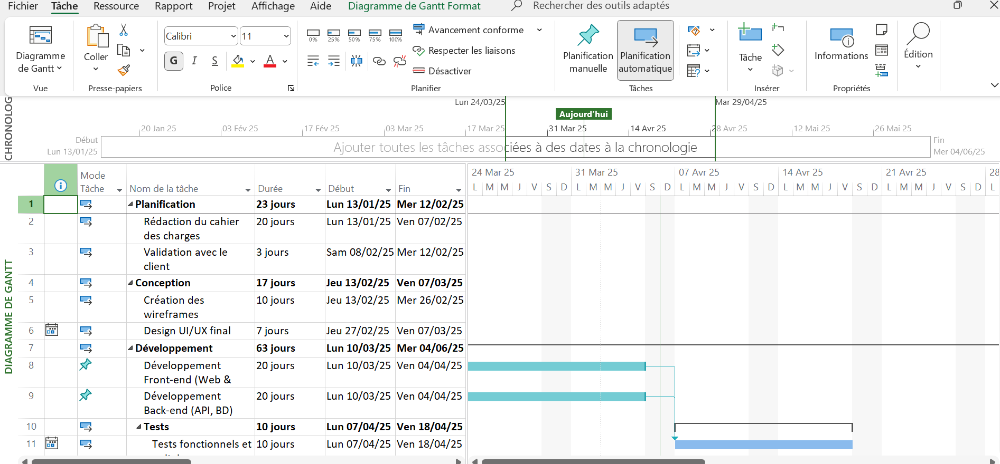 Fichier Tâche Ressource Rapport Projet Affichage Aide Diagramme de Gantt Format Rechercher des outils adaptés
Diagramme de Gantt
Vue
Coller
Presse-papiers
Calibri 11
G I S A
Police
0% 25% 50% 75% 100%
Avancement conforme
Respecter les liaisons
Désactiver
Planifier
Planification manuelle
Planification automatique
Tâches
Tâche
Insérer
Informations
Propriétés
Édition
CHRONOLOG
Lun 24/03/25 Mar 29/04/25
Aujourd'hui
20 Jan 25 03 Fév 25 17 Fév 25 03 Mar 25 17 Mar 25 31 Mar 25 14 Avr 25 28 Avr 25 12 Mai 25 26 Mai 25
Début
Lun 13/01/25
Ajouter toutes les tâches associées à des dates à la chronologie
Fin
Mer 04/06/25
DIAGRAMME DE GANTT
Mode Tâche Nom de la tâche Durée Début Fin
24 Mar 25 31 Mar 25 07 Avr 25 14 Avr 25 21 Avr 25 28
L M M J V S D L M M J V S D L M M J V S D L M M J V S D L M M J V S D L
1 Planification 23 jours Lun 13/01/25 Mer 12/02/25
2 Rédaction du cahier 20 jours Lun 13/01/25 Ven 07/02/25
des charges
3 Validation avec le 3 jours Sam 08/02/25 Mer 12/02/25
client
4 Conception 17 jours Jeu 13/02/25 Ven 07/03/25
5 Création des 10 jours Jeu 13/02/25 Mer 26/02/25
wireframes
6 Design UI/UX final 7 jours Jeu 27/02/25 Ven 07/03/25
7 Développement 63 jours Lun 10/03/25 Mer 04/06/25
8 Développement 20 jours Lun 10/03/25 Ven 04/04/25
Front-end (Web &
9 Développement 20 jours Lun 10/03/25 Ven 04/04/25
Back-end (API, BD)
10 Tests 10 jours Lun 07/04/25 Ven 18/04/25
11 Tests fonctionnels et 10 jours Lun 07/04/25 Ven 18/04/25